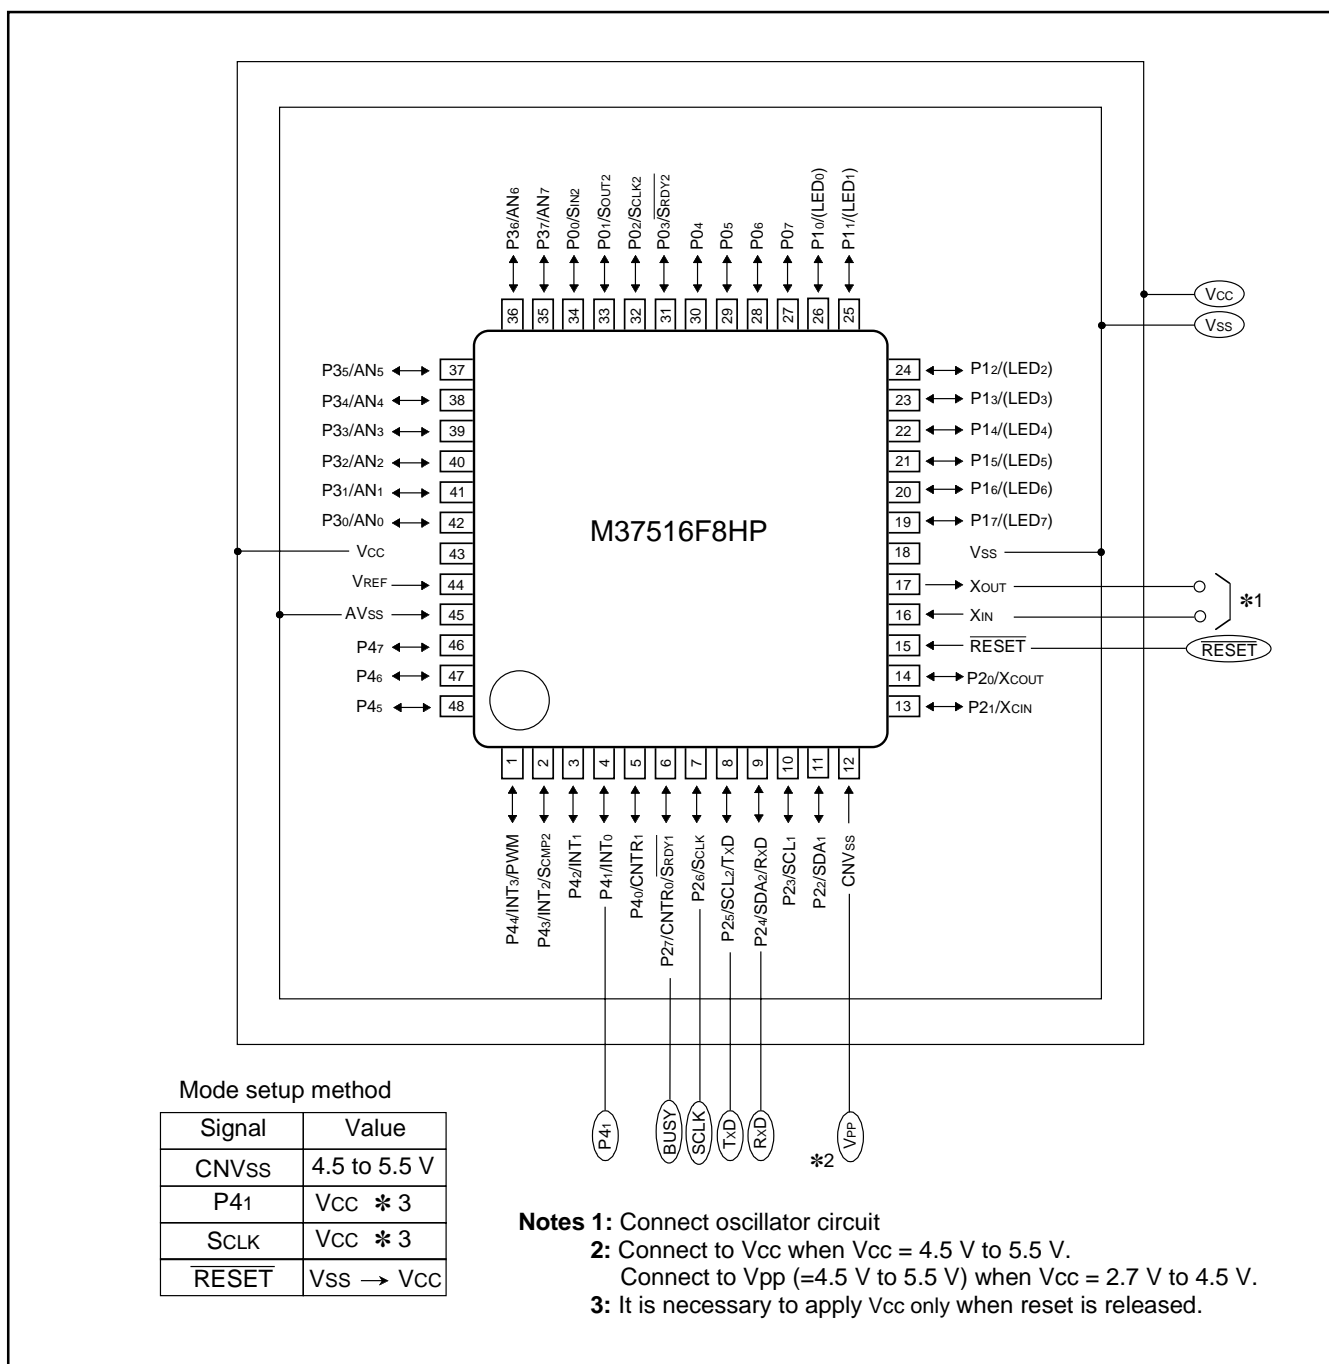 P36/AN6
P37/AN7
P00/SIN2
P01/SOUT2
P02/SCLK2
P03/SRDY2
P04
P05
P06
P07
P10/(LED0)
P11/(LED1)
36
35
34
33
32
31
30
29
28
27
26
25
VCC
VSS
P35/AN5
37
P34/AN4
38
P33/AN3
39
P32/AN2
40
P31/AN1
41
P30/AN0
42
VCC
43
VREF
44
AVSS
45
P47
46
P46
47
P45
48
M37516F8HP
24
P12/(LED2)
23
P13/(LED3)
22
P14/(LED4)
21
P15/(LED5)
20
P16/(LED6)
19
P17/(LED7)
18
VSS
17
XOUT
16
XIN
✽1
15
RESET
RESET
14
P20/XCOUT
13
P21/XCIN
1
2
3
4
5
6
7
8
9
10
11
12
P44/INT3/PWM
P43/INT2/SCMP2
P42/INT1
P41/INT0
P40/CNTR1
P27/CNTR0/SRDY1
P26/SCLK
P25/SCL2/TxD
P24/SDA2/RxD
P23/SCL1
P22/SDA1
CNVSS
P41
BUSY
SCLK
TxD
RxD
✽2
VPP
Mode setup method
Signal Value
CNVSS 4.5 to 5.5 V
P41 VCC ✽ 3
SCLK VCC ✽ 3
RESET VSS → VCC
Notes 1: Connect oscillator circuit
2: Connect to Vcc when Vcc = 4.5 V to 5.5 V.
Connect to Vpp (=4.5 V to 5.5 V) when Vcc = 2.7 V to 4.5 V.
3: It is necessary to apply Vcc only when reset is released.